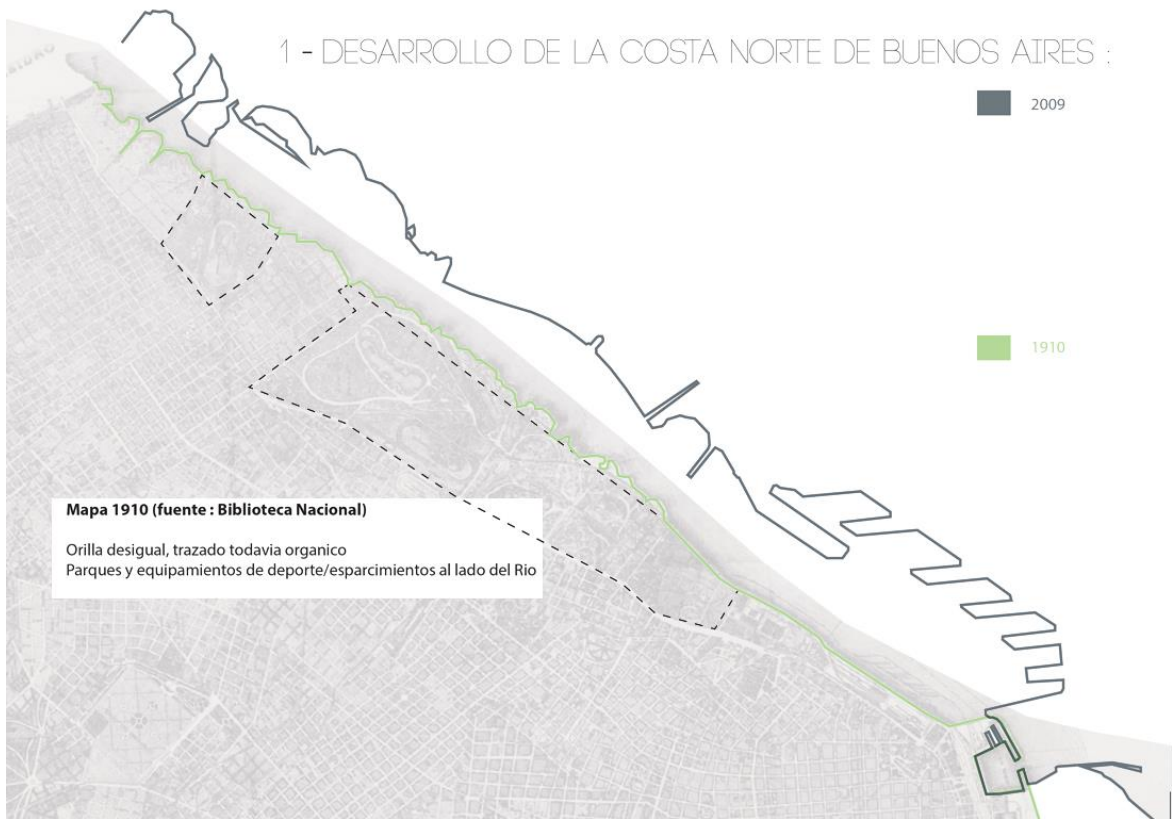 1 - DESARROLLO DE LA COSTA NORTE DE BUENOS AIRES :
2009
1910
Mapa 1910 (fuente : Biblioteca Nacional)
Orilla desigual, trazado todavia organico
Parques y equipamientos de deporte/esparcimientos al lado del Rio